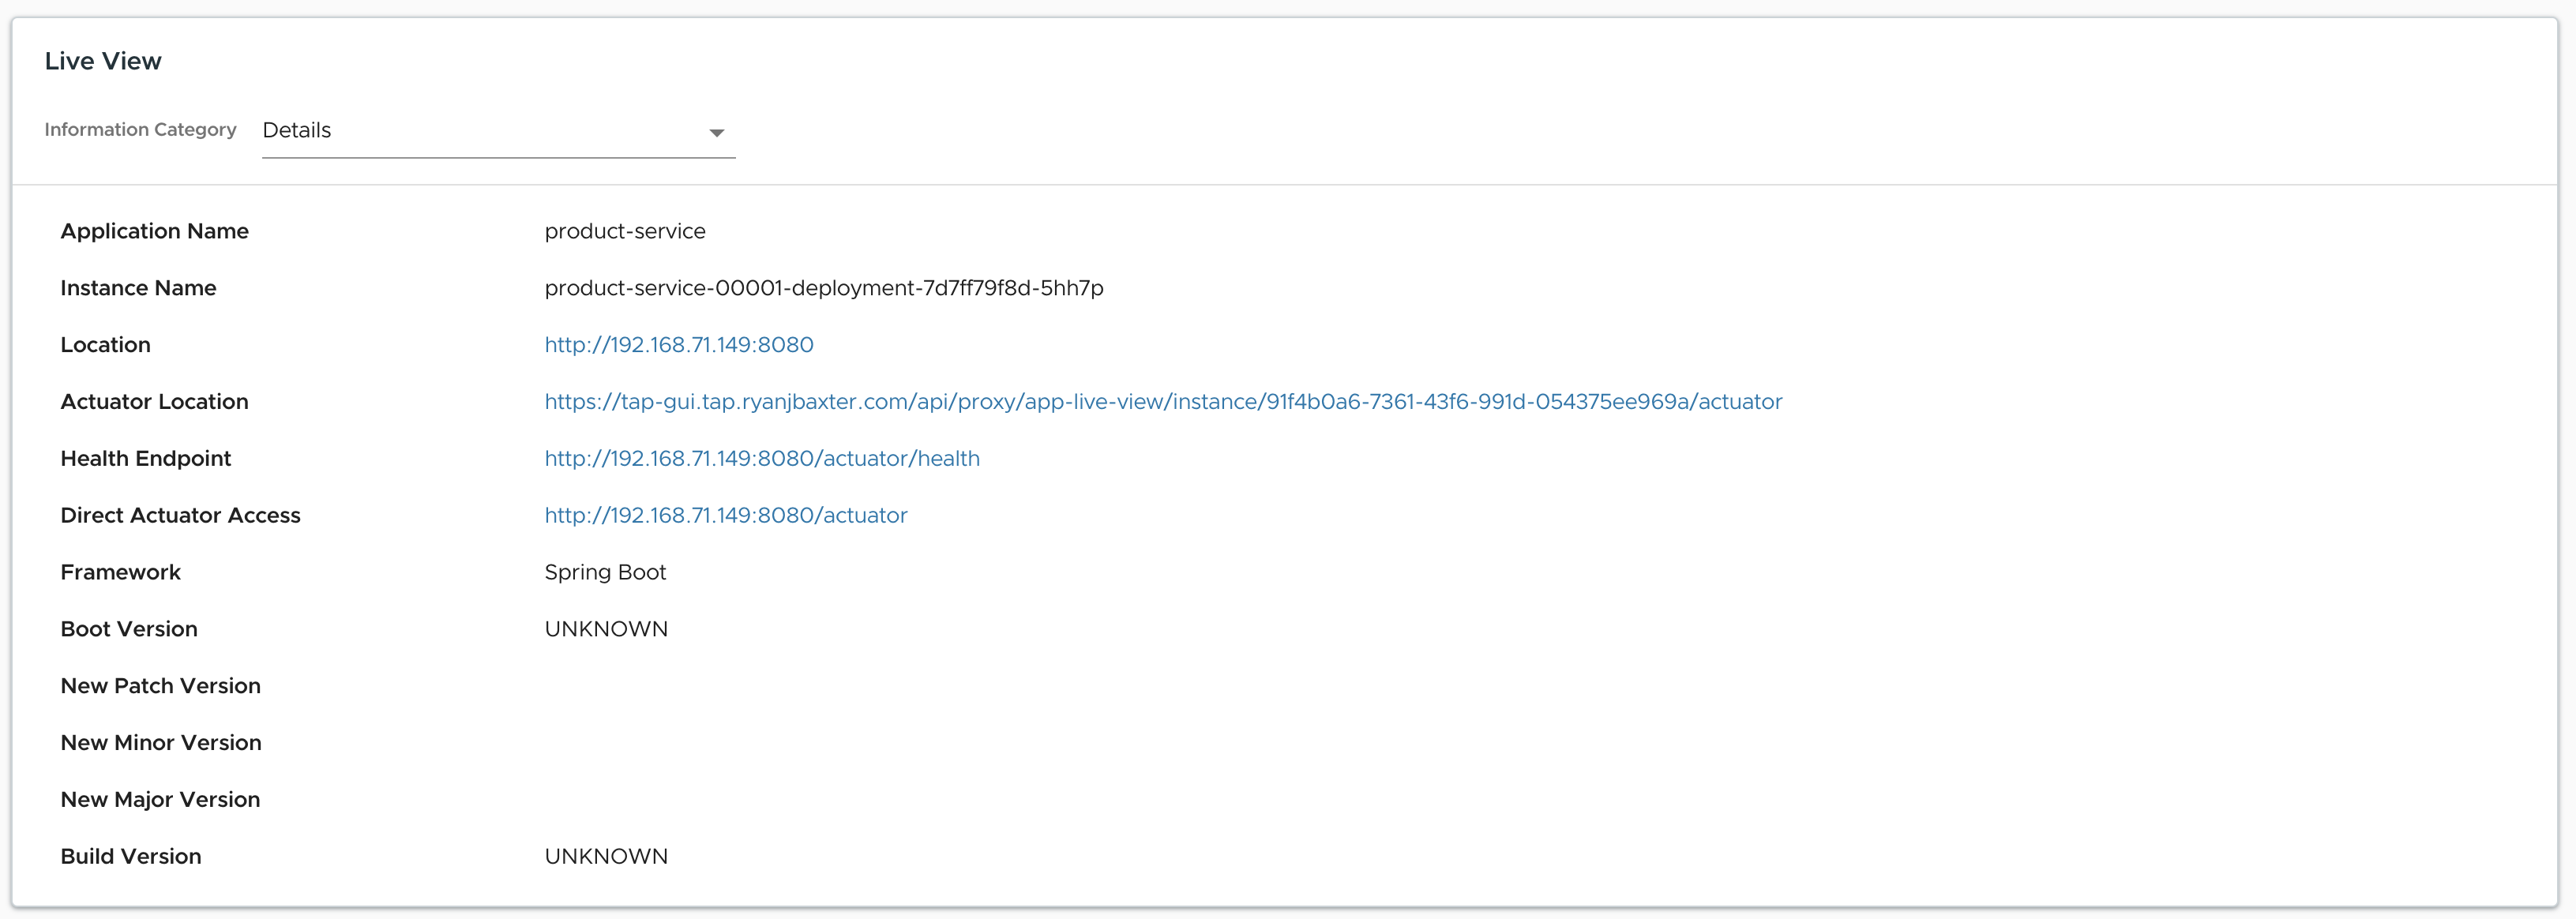 Live View
Information Category Details
Application Name product-service
Instance Name product-service-00001-deployment-7d7ff79f8d-5hh7p
Location http://192.168.71.149:8080
Actuator Location https://tap-gui.tap.ryanjbaxter.com/api/proxy/app-live-view/instance/91f4b0a6-7361-43f6-991d-054375ee969a/actuator
Health Endpoint http://192.168.71.149:8080/actuator/health
Direct Actuator Access http://192.168.71.149:8080/actuator
Framework Spring Boot
Boot Version UNKNOWN
New Patch Version
New Minor Version
New Major Version
Build Version UNKNOWN